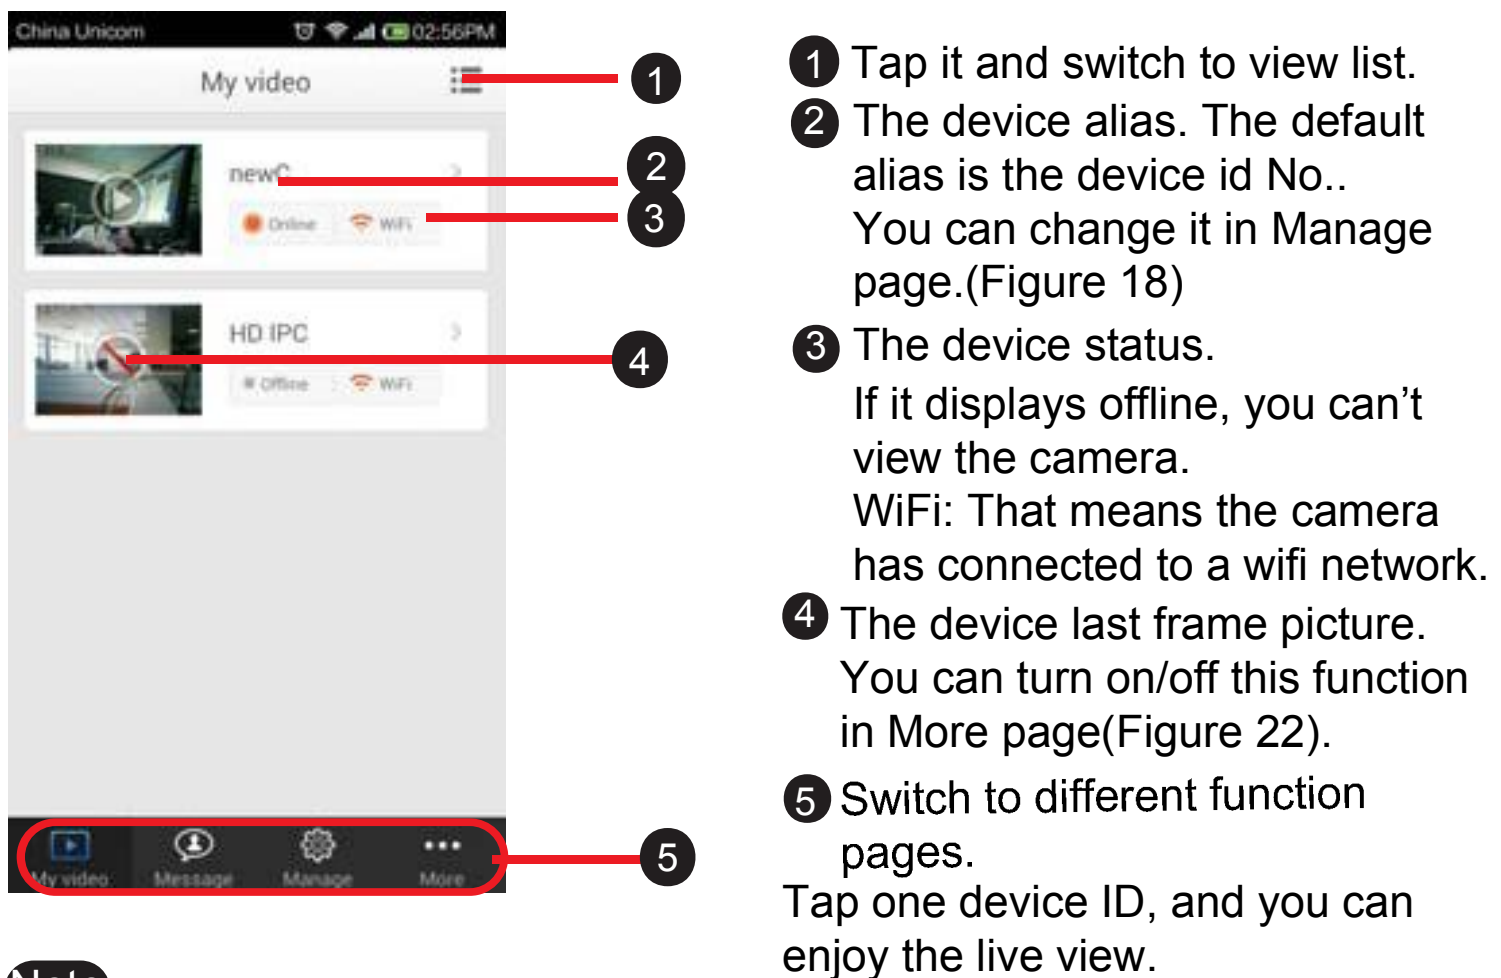 China Unicom 02:56PM
My video
newC
Online WiFi
HD IPC
Offline WiFi
My video Message Manage More
1
2
3
4
5
1 Tap it and switch to view list.
2 The device alias. The default
alias is the device id No..
You can change it in Manage
page.(Figure 18)
3 The device status.
If it displays offline, you can’t
view the camera.
WiFi: That means the camera
has connected to a wifi network.
4 The device last frame picture.
You can turn on/off this function
in More page(Figure 22).
5 Switch to different function
pages.
Tap one device ID, and you can
enjoy the live view.